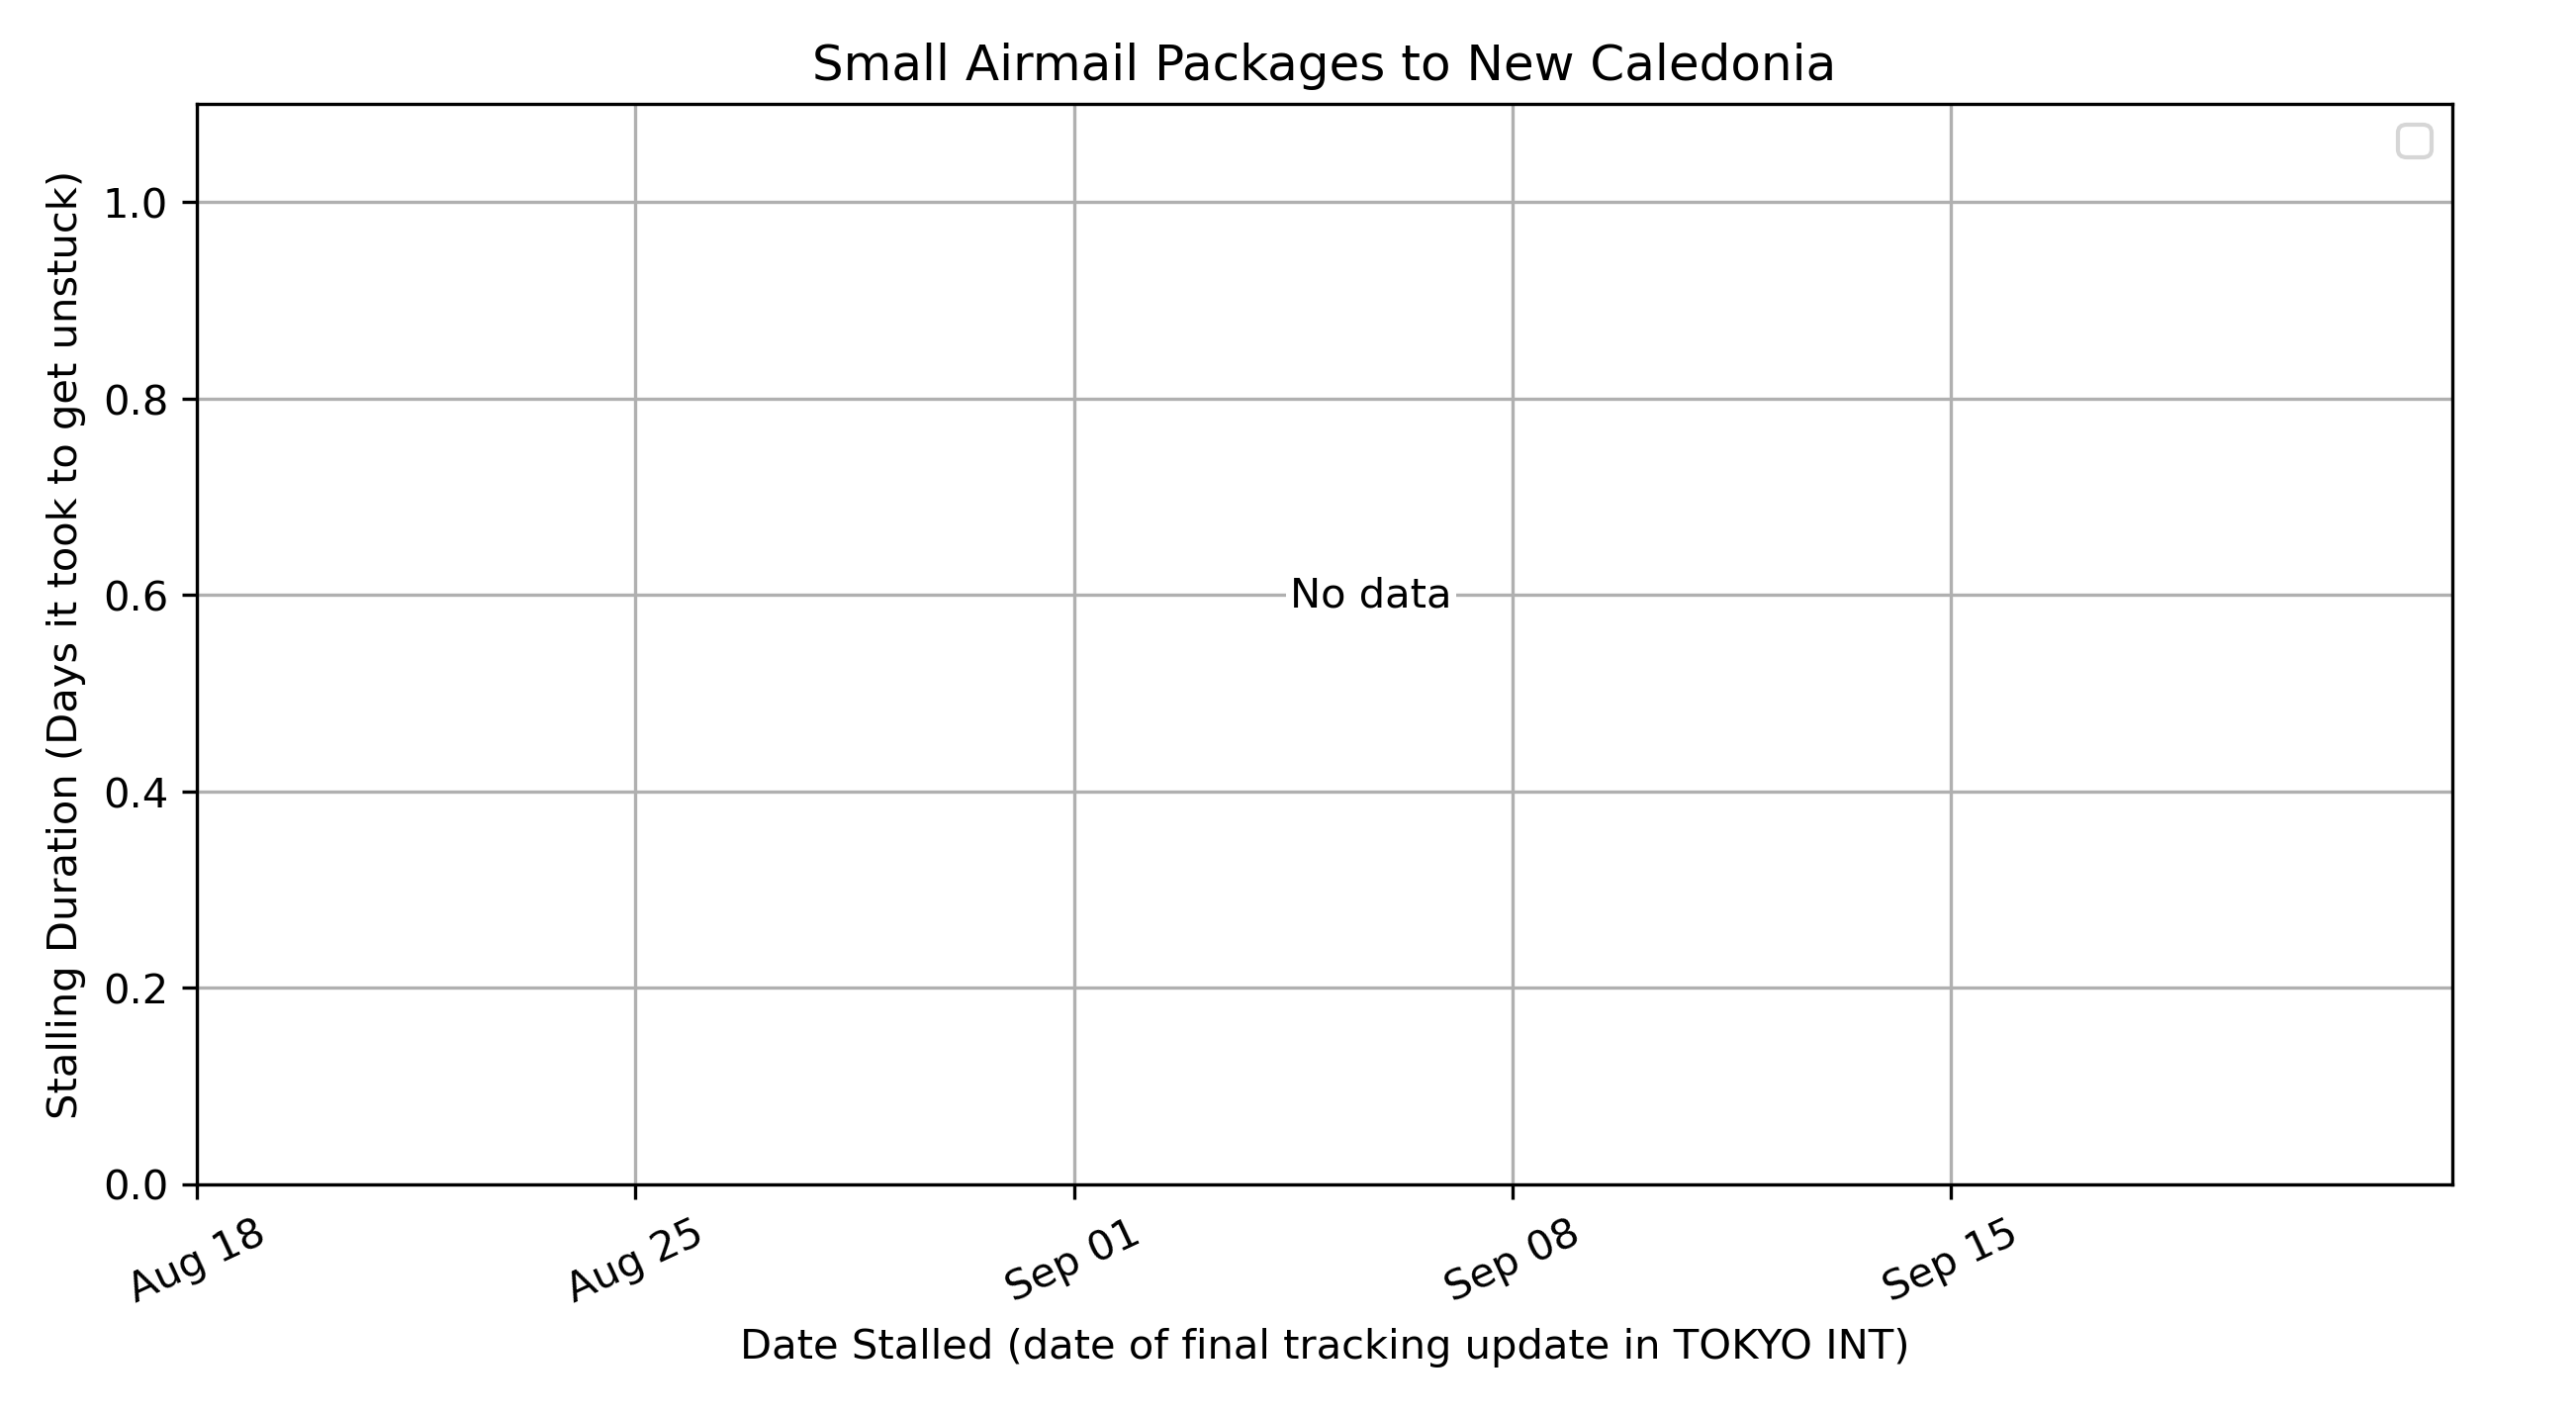 Small Airmail Packages to New Caledonia
Stalling Duration (Days it took to get unstuck)
1.0
0.8
0.6
0.4
0.2
0.0
No data
Aug 18
Aug 25
Sep 01
Sep 08
Sep 15
Date Stalled (date of final tracking update in TOKYO INT)